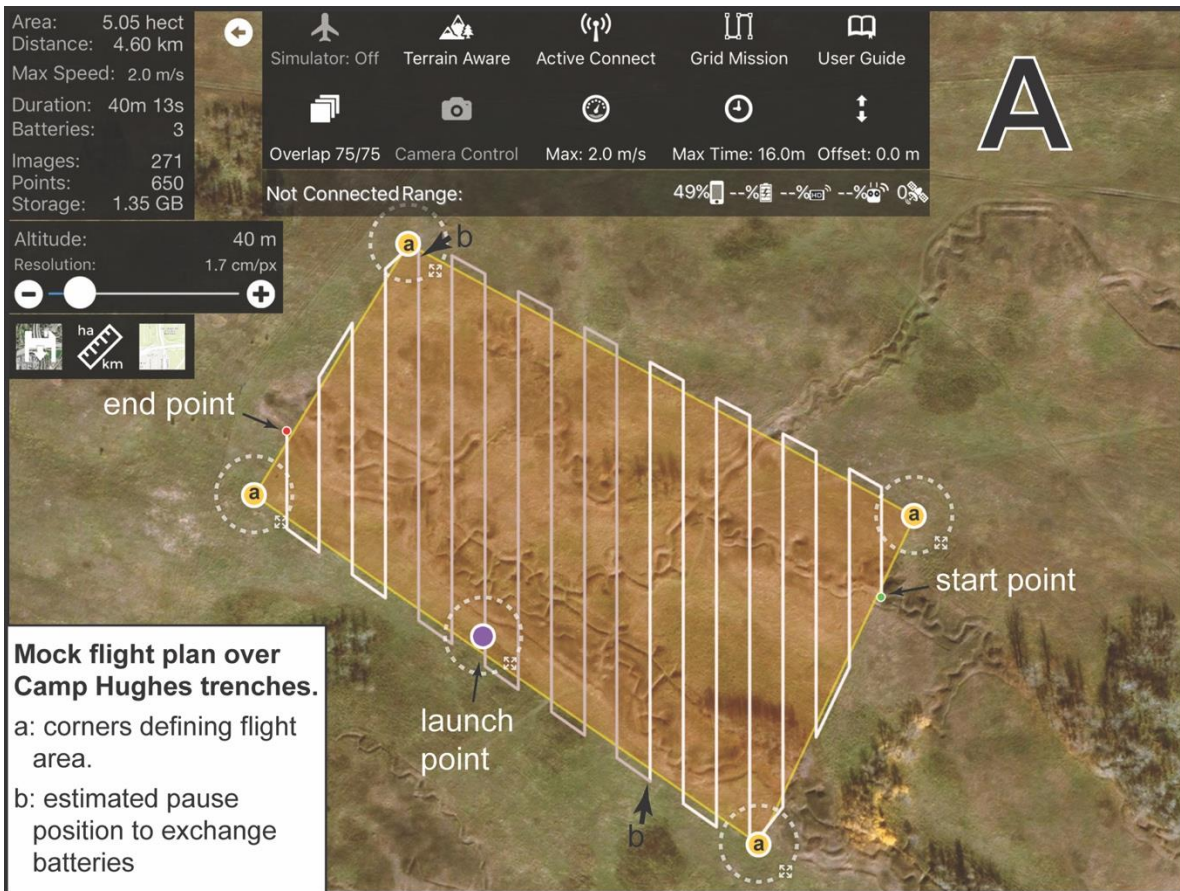 Area: 5.05 hect
Distance: 4.60 km
Max Speed: 2.0 m/s
Duration: 40m 13s
Batteries: 3
Images: 271
Points: 650
Storage: 1.35 GB
Simulator: Off Terrain Aware Active Connect Grid Mission User Guide
Overlap 75/75 Camera Control Max: 2.0 m/s Max Time: 16.0m Offset: 0.0 m
Not Connected Range: 49% --% --% --% 0
A
Altitude: 40 m
Resolution: 1.7 cm/px
ha
km
a
b
end point
a
a
start point
launch
point
b
a
Mock flight plan over
Camp Hughes trenches.
a: corners defining flight
area.
b: estimated pause
position to exchange
batteries